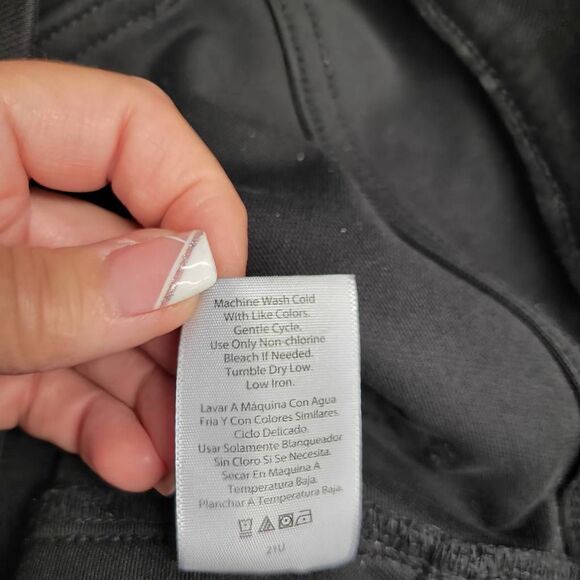 Machine Wash Cold
With Like Colors.
Gentle Cycle.
Use Only Non-chlorine
Bleach If Needed.
Tumble Dry Low.
Low Iron.
Lavar A Máquina Con Agua
Fría Y Con Colores Similares.
Ciclo Delicado.
Usar Solamente Blanqueador
Sin Cloro Si Se Necesita.
Secar En Máquina A
Temperatura Baja.
Planchar A Temperatura Baja.
21U